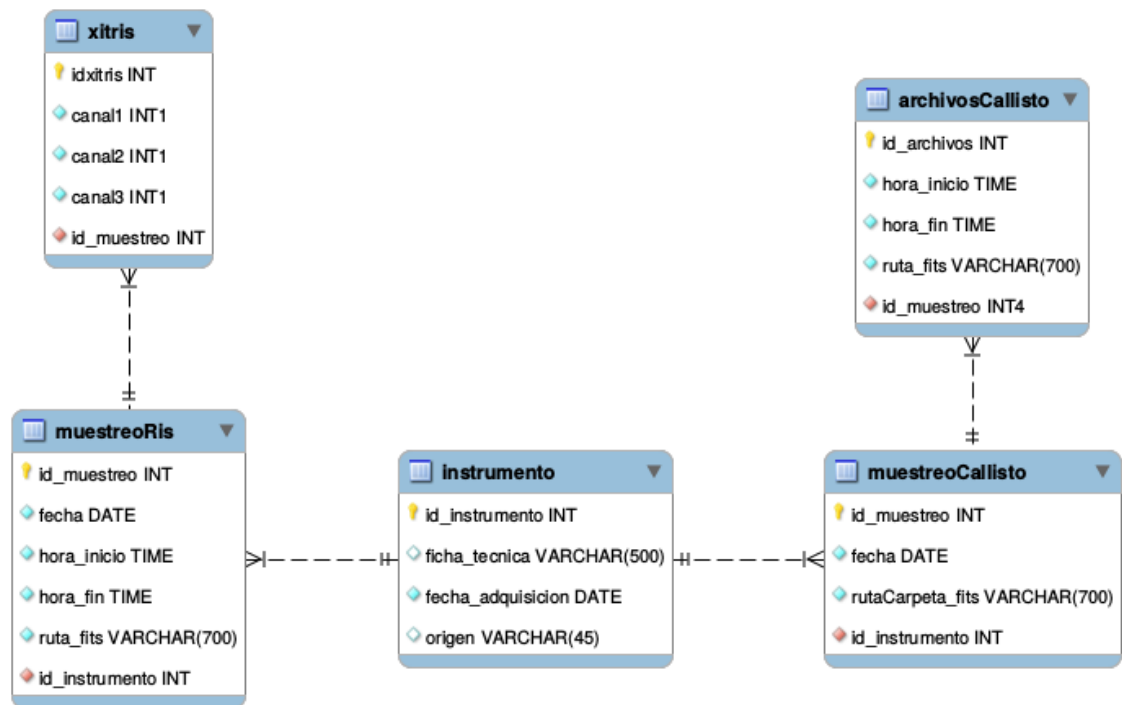 xitris
idxitris INT
canal1 INT1
canal2 INT1
canal3 INT1
id_muestreo INT
archivosCallisto
id_archivos INT
hora_inicio TIME
hora_fin TIME
ruta_fits VARCHAR(700)
id_muestreo INT4
muestreoRis
id_muestreo INT
fecha DATE
hora_inicio TIME
hora_fin TIME
ruta_fits VARCHAR(700)
id_instrumento INT
instrumento
id_instrumento INT
ficha_tecnica VARCHAR(500)
fecha_adquisicion DATE
origen VARCHAR(45)
muestreoCallisto
id_muestreo INT
fecha DATE
rutaCarpeta_fits VARCHAR(700)
id_instrumento INT